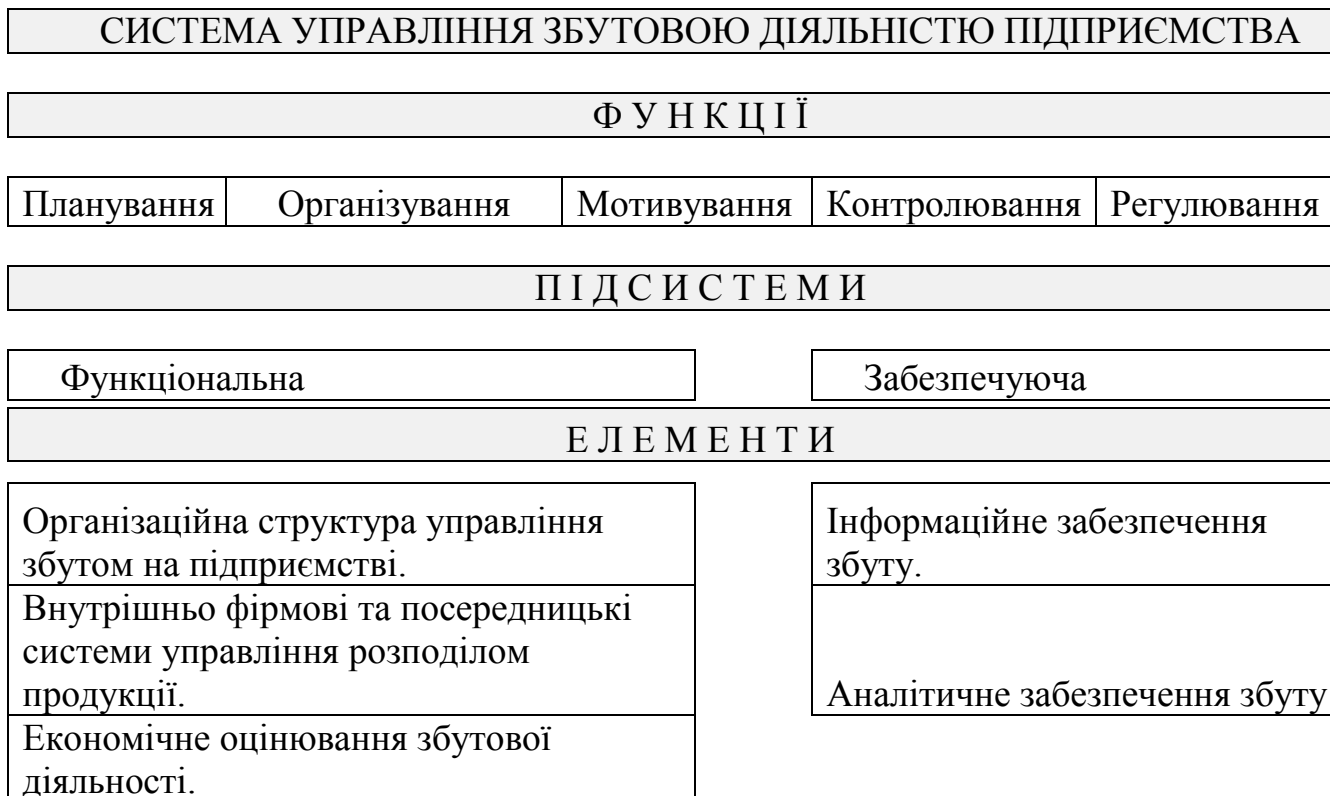 СИСТЕМА УПРАВЛІННЯ ЗБУТОВОЮ ДІЯЛЬНІСТЮ ПІДПРИЄМСТВА
Ф У Н К Ц І Ї
Планування Організування Мотивування Контролювання Регулювання
П І Д С И С Т Е М И
Функціональна Забезпечуюча
Е Л Е М Е Н Т И
Організаційна структура управління
збутом на підприємстві.
Внутрішньо фірмові та посередницькі
системи управління розподілом
продукції.
Економічне оцінювання збутової
діяльності.
Інформаційне забезпечення
збуту.
Аналітичне забезпечення збуту